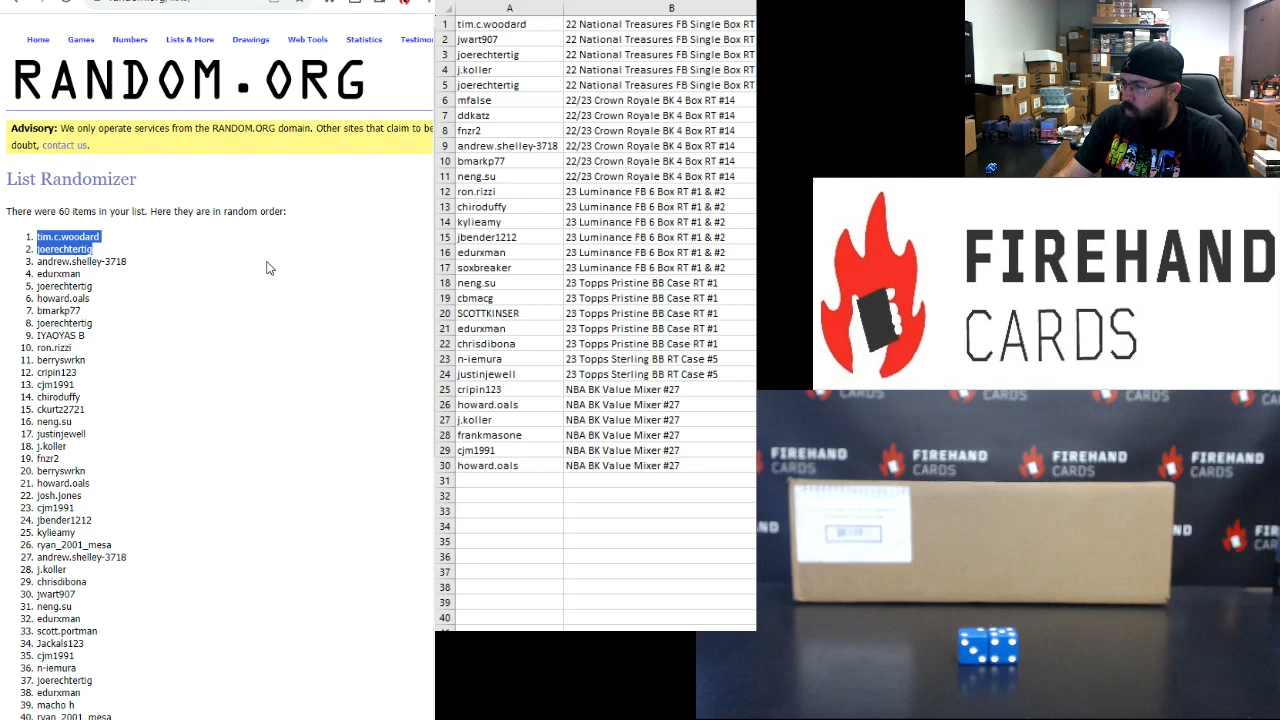 Home Games Numbers Lists & More Drawings Web Tools Statistics Testimo
RANDOM.ORG
Advisory: We only operate services from the RANDOM.ORG domain. Other sites that claim to be
doubt, contact us.
List Randomizer
There were 60 items in your list. Here they are in random order:
1. tim.c.woodard
2. joerechtertig
3. andrew.shelley-3718
4. edurxman
5. joerechtertig
6. howard.oals
7. bmarkp77
8. joerechtertig
9. IYAOYAS B
10. ron.rizzi
11. berryswrkn
12. cripin123
13. cjm1991
14. chiroduffy
15. ckurtz2721
16. neng.su
17. justinjewell
18. j.koller
19. fnzr2
20. berryswrkn
21. howard.oals
22. josh.jones
23. cjm1991
24. jbender1212
25. kylieamy
26. ryan_2001_mesa
27. andrew.shelley-3718
28. j.koller
29. chrisdibona
30. jwart907
31. neng.su
32. edurxman
33. scott.portman
34. Jackals123
35. cjm1991
36. n-iemura
37. joerechtertig
38. edurxman
39. macho h
40. ryan_2001_mesa
A B
1 tim.c.woodard 22 National Treasures FB Single Box RT
2 jwart907 22 National Treasures FB Single Box RT
3 joerechtertig 22 National Treasures FB Single Box RT
4 j.koller 22 National Treasures FB Single Box RT
5 joerechtertig 22 National Treasures FB Single Box RT
6 mfalse 22/23 Crown Royale BK 4 Box RT #14
7 ddkatz 22/23 Crown Royale BK 4 Box RT #14
8 fnzr2 22/23 Crown Royale BK 4 Box RT #14
9 andrew.shelley-3718 22/23 Crown Royale BK 4 Box RT #14
10 bmarkp77 22/23 Crown Royale BK 4 Box RT #14
11 neng.su 22/23 Crown Royale BK 4 Box RT #14
12 ron.rizzi 23 Luminance FB 6 Box RT #1 & #2
13 chiroduffy 23 Luminance FB 6 Box RT #1 & #2
14 kylieamy 23 Luminance FB 6 Box RT #1 & #2
15 jbender1212 23 Luminance FB 6 Box RT #1 & #2
16 edurxman 23 Luminance FB 6 Box RT #1 & #2
17 soxbreaker 23 Luminance FB 6 Box RT #1 & #2
18 neng.su 23 Topps Pristine BB Case RT #1
19 cbmacg 23 Topps Pristine BB Case RT #1
20 SCOTTKINSER 23 Topps Pristine BB Case RT #1
21 edurxman 23 Topps Pristine BB Case RT #1
22 chrisdibona 23 Topps Pristine BB Case RT #1
23 n-iemura 23 Topps Sterling BB RT Case #5
24 justinjewell 23 Topps Sterling BB RT Case #5
25 cripin123 NBA BK Value Mixer #27
26 howard.oals NBA BK Value Mixer #27
27 j.koller NBA BK Value Mixer #27
28 frankmasone NBA BK Value Mixer #27
29 cjm1991 NBA BK Value Mixer #27
30 howard.oals NBA BK Value Mixer #27
31
32
33
34
35
36
37
38
39
40
FIREHAND
CARDS
FIREHAND
CARDS
FIREHAND
CARDS
FIREHAND
CARDS